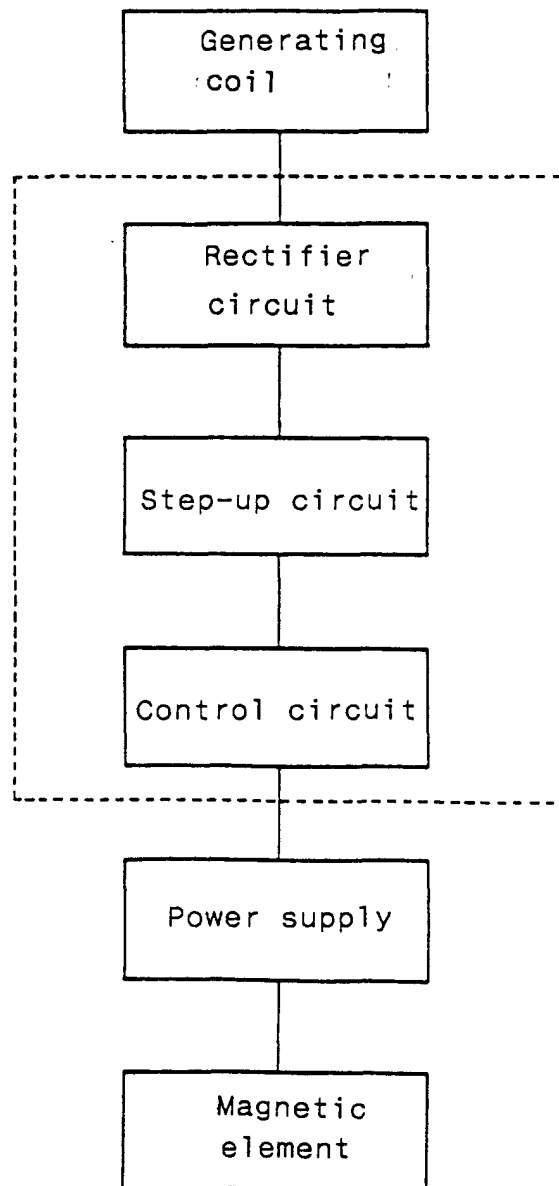 Generating
coil
Rectifier
circuit
Step-up circuit
Control circuit
Power supply
Magnetic
element